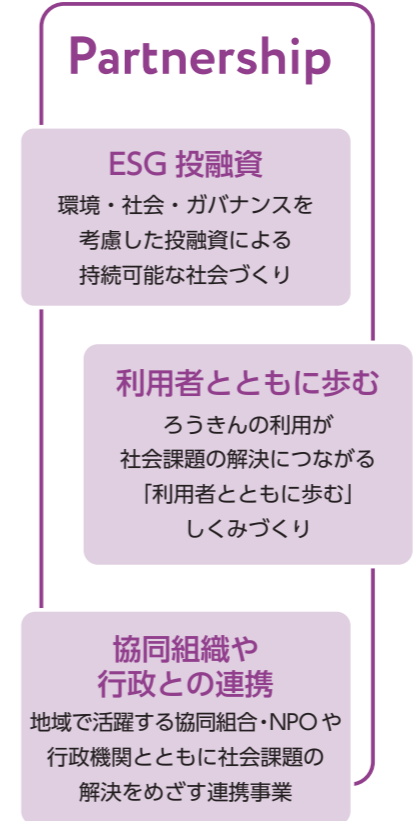 Partnership
ESG 投融資
環境・社会・ガバナンスを
考慮した投融資による
持続可能な社会づくり
利用者とともに歩む
ろうきんの利用が
社会課題の解決につながる
「利用者とともに歩む」
しくみづくり
協同組織や
行政との連携
地域で活躍する協同組合・NPO や
行政機関とともに社会課題の
解決をめざす連携事業